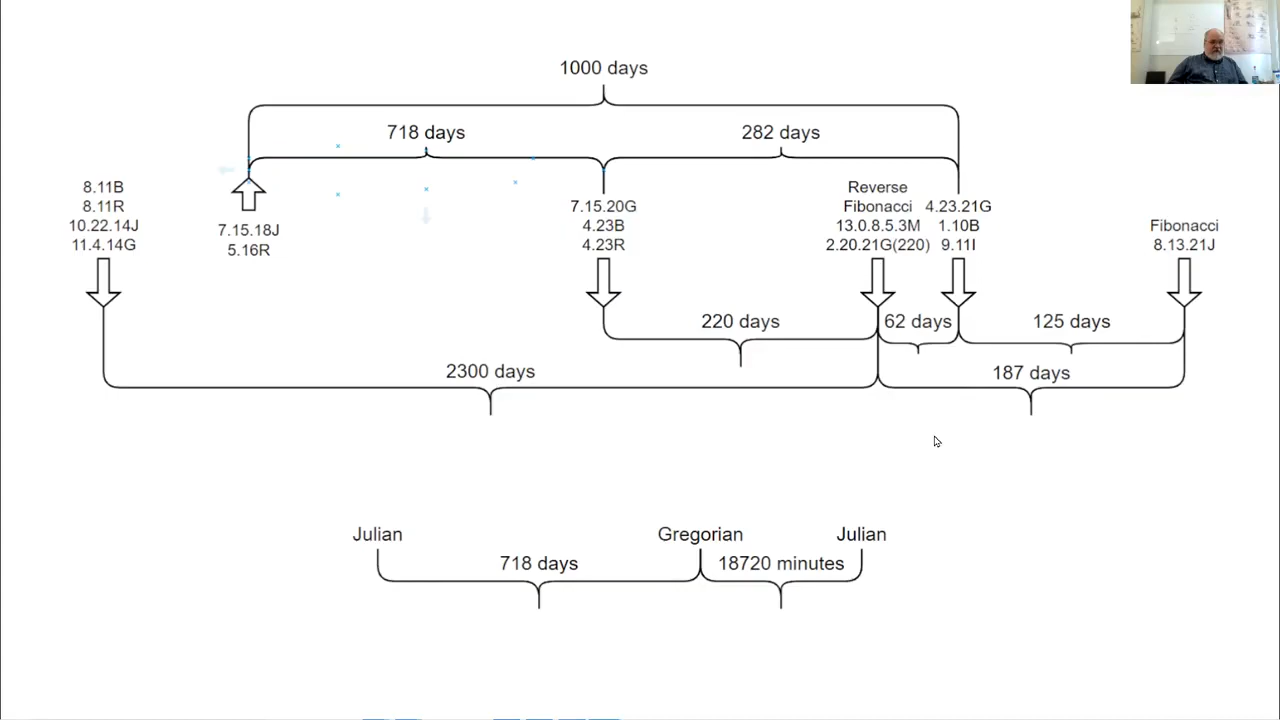 1000 days
718 days
282 days
8.11B
8.11R
10.22.14J
11.4.14G
7.15.18J
5.16R
7.15.20G
4.23B
4.23R
Reverse
Fibonacci
13.0.8.5.3M
2.20.21G(220)
4.23.21G
1.10B
9.11I
Fibonacci
8.13.21J
220 days
62 days
125 days
2300 days
187 days
Julian
Gregorian
Julian
718 days
18720 minutes